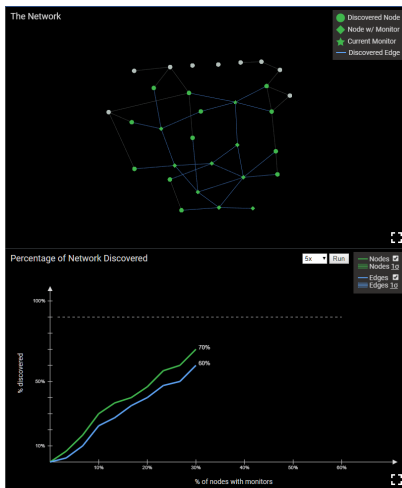 The Network
Discovered Node
Node w/ Monitor
Current Monitor
Discovered Edge
Percentage of Network Discovered
5x
Run
Nodes
Nodes 1σ
Edges
Edges 1σ
100%
50%
10%
% discovered
70%
60%
10%
20%
30%
40%
50%
60%
% of nodes with monitors